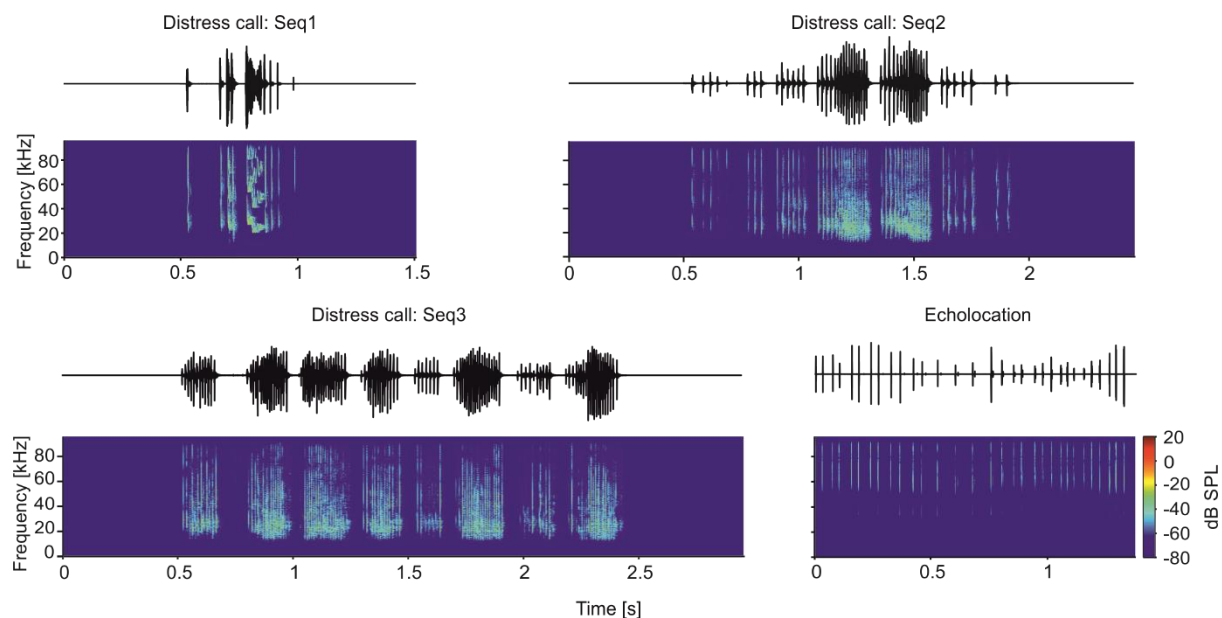 Distress call: Seq1
Distress call: Seq2
Frequency [kHz]
80
60
40
20
0
0 0.5 1 1.5
0 0.5 1 1.5 2
Distress call: Seq3
Echolocation
Frequency [kHz]
80
60
40
20
0
0 0.5 1 1.5 2 2.5
0 0.5 1
20
0
-20
-40
-60
-80
dB SPL
Time [s]